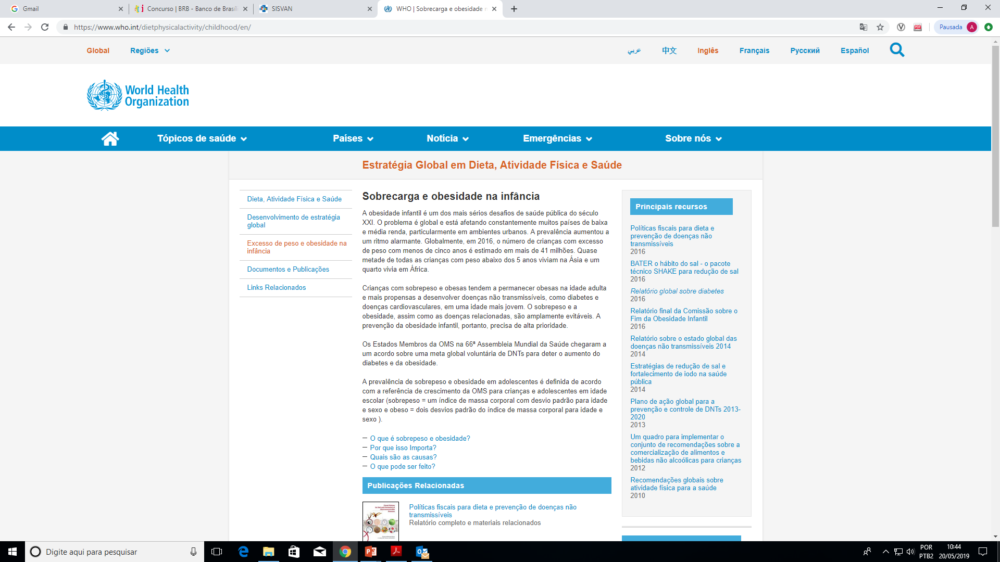 Gmail
Concurso | BRB - Banco de Brasíli
SISVAN
WHO | Sobrecarga e obesidade n
https://www.who.int/dietphysicalactivity/childhood/en/
Pausada A
Global
Regiões
عربي
中文
Inglês
Français
Русский
Español
World Health
Organization
Tópicos de saúde
Países
Notícia
Emergências
Sobre nós
Estratégia Global em Dieta, Atividade Física e Saúde
Dieta, Atividade Física e Saúde
Desenvolvimento de estratégia
global
Excesso de peso e obesidade na
infância
Documentos e Publicações
Links Relacionados
Sobrecarga e obesidade na infância
A obesidade infantil é um dos mais sérios desafios de saúde pública do século
XXI. O problema é global e está afetando constantemente muitos países de baixa
e média renda, particularmente em ambientes urbanos. A prevalência aumentou a
um ritmo alarmante. Globalmente, em 2016, o número de crianças com excesso
de peso com menos de cinco anos é estimado em mais de 41 milhões. Quase
metade de todas as crianças com peso abaixo dos 5 anos viviam na Ásia e um
quarto vivia em África.
Crianças com sobrepeso e obesas tendem a permanecer obesas na idade adulta
e mais propensas a desenvolver doenças não transmissíveis, como diabetes e
doenças cardiovasculares, em uma idade mais jovem. O sobrepeso e a
obesidade, assim como as doenças relacionadas, são amplamente evitáveis. A
prevenção da obesidade infantil, portanto, precisa de alta prioridade.
Os Estados Membros da OMS na 66ª Assembleia Mundial da Saúde chegaram a
um acordo sobre uma meta global voluntária de DNTs para deter o aumento do
diabetes e da obesidade.
A prevalência de sobrepeso e obesidade em adolescentes é definida de acordo
com a referência de crescimento da OMS para crianças e adolescentes em idade
escolar (sobrepeso = um índice de massa corporal com desvio padrão para idade
e sexo e obeso = dois desvios padrão do índice de massa corporal para idade e
sexo ).
– O que é sobrepeso e obesidade?
– Por que isso Importa?
– Quais são as causas?
– O que pode ser feito?
Publicações Relacionadas
Políticas fiscais para dieta e prevenção de doenças não
transmissíveis
Relatório completo e materiais relacionados
Principais recursos
Políticas fiscais para dieta e
prevenção de doenças não
transmissíveis
2016
BATER o hábito do sal - o pacote
técnico SHAKE para redução de sal
2016
Relatório global sobre diabetes
2016
Relatório final da Comissão sobre o
Fim da Obesidade Infantil
2016
Relatório sobre o estado global das
doenças não transmissíveis 2014
2014
Estratégias de redução de sal e
fortalecimento de iodo na saúde
pública
2014
Plano de ação global para a
prevenção e controle de DNTs 2013-
2020
2013
Um quadro para implementar o
conjunto de recomendações sobre a
comercialização de alimentos e
bebidas não alcoólicas para crianças
2012
Recomendações globais sobre
atividade física para a saúde
2010
Digite aqui para pesquisar
POR
PTB2
10:44
20/05/2019